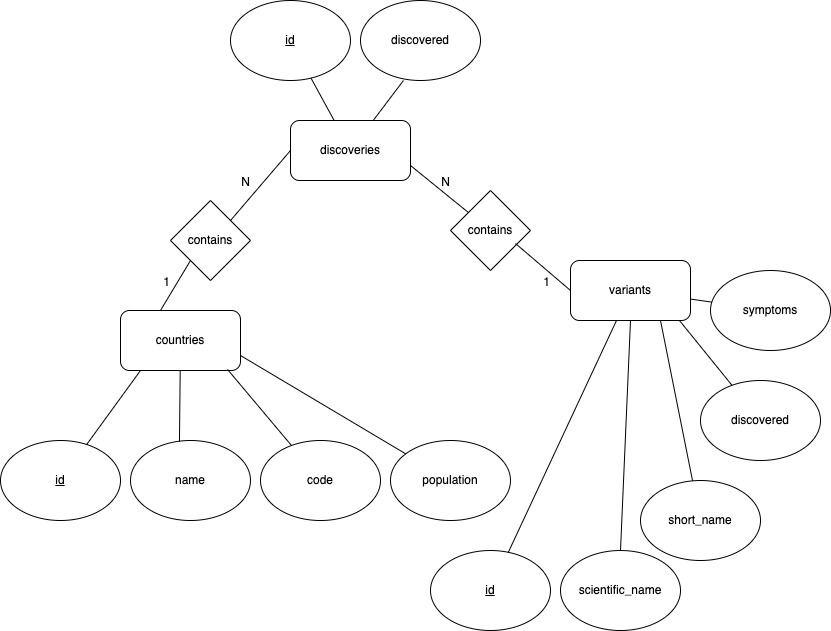 id
discovered
discoveries
N
N
contains
contains
1
1
variants
symptoms
countries
discovered
id
name
code
population
short_name
id
scientific_name